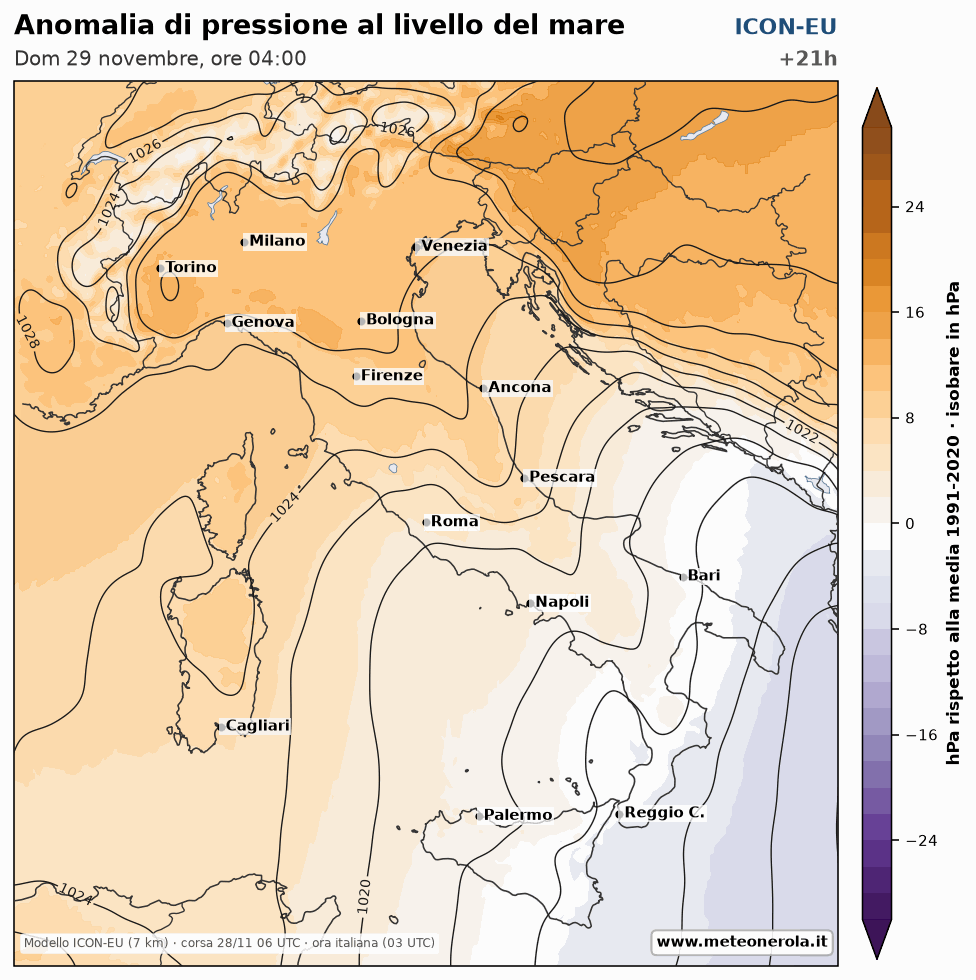 Anomalia di pressione al livello del mare
ICON-EU
Dom 29 novembre, ore 04:00
+21h
1026
1026
1024
Milano
Venezia
Torino
Genova
Bologna
1028
Firenze
Ancona
1022
Pescara
1024
Roma
Bari
Napoli
Cagliari
Palermo
Reggio C.
1024
1020
Modello ICON-EU (7 km) · corsa 28/11 06 UTC · ora italiana (03 UTC)
www.meteonerola.it
24
16
8
0
−8
−16
−24
hPa rispetto alla media 1991-2020 · isobare in hPa